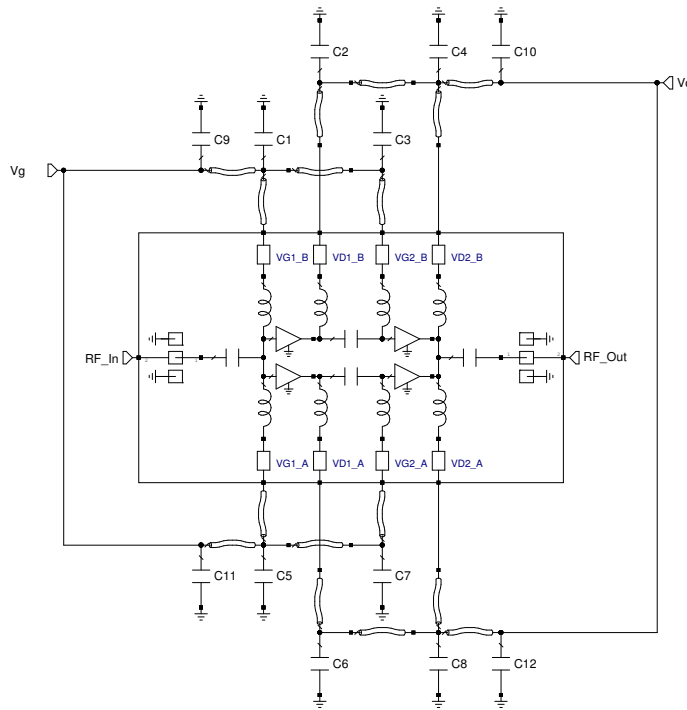 C2
C4
C10
Vd
C9
C1
C3
Vg
VG1_B
VD1_B
VG2_B
VD2_B
RF_In
RF_Out
VG1_A
VD1_A
VG2_A
VD2_A
C11
C5
C7
C6
C8
C12